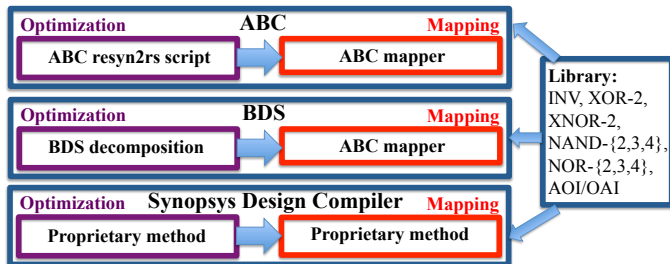 Optimization ABC Mapping
ABC resyn2rs script ABC mapper
Optimization BDS Mapping
BDS decomposition ABC mapper
Optimization Synopsys Design Compiler Mapping
Proprietary method Proprietary method
Library:
INV, XOR-2,
XNOR-2,
NAND-{2,3,4},
NOR-{2,3,4},
AOI/OAI